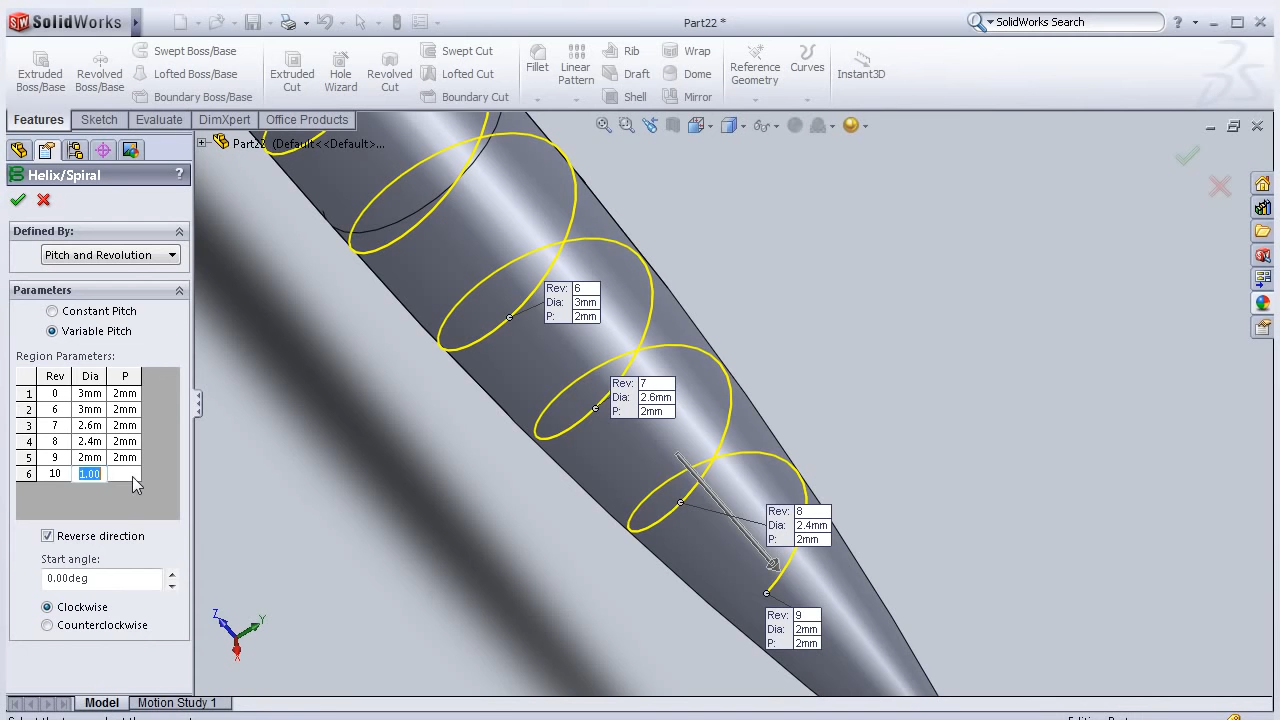 SolidWorks
Part22 *
SolidWorks Search
Extruded Boss/Base
Revolved Boss/Base
Swept Boss/Base
Lofted Boss/Base
Boundary Boss/Base
Extruded Cut
Hole Wizard
Revolved Cut
Swept Cut
Lofted Cut
Boundary Cut
Fillet
Linear Pattern
Rib
Draft
Shell
Wrap
Dome
Mirror
Reference Geometry
Curves
Instant3D
Features Sketch Evaluate DimXpert Office Products
Part22 (Default<<Default>...
Helix/Spiral ?
Defined By:
Pitch and Revolution
Parameters
Constant Pitch
Variable Pitch
Region Parameters:
Rev Dia P
1 0 3mm 2mm
2 6 3mm 2mm
3 7 2.6m 2mm
4 8 2.4m 2mm
5 9 2mm 2mm
6 10 1.00
Reverse direction
Start angle:
0.00deg
Clockwise
Counterclockwise
Rev: 6
Dia: 3mm
P: 2mm
Rev: 7
Dia: 2.6mm
P: 2mm
Rev: 8
Dia: 2.4mm
P: 2mm
Rev: 9
Dia: 2mm
P: 2mm
Z Y X
Model Motion Study 1